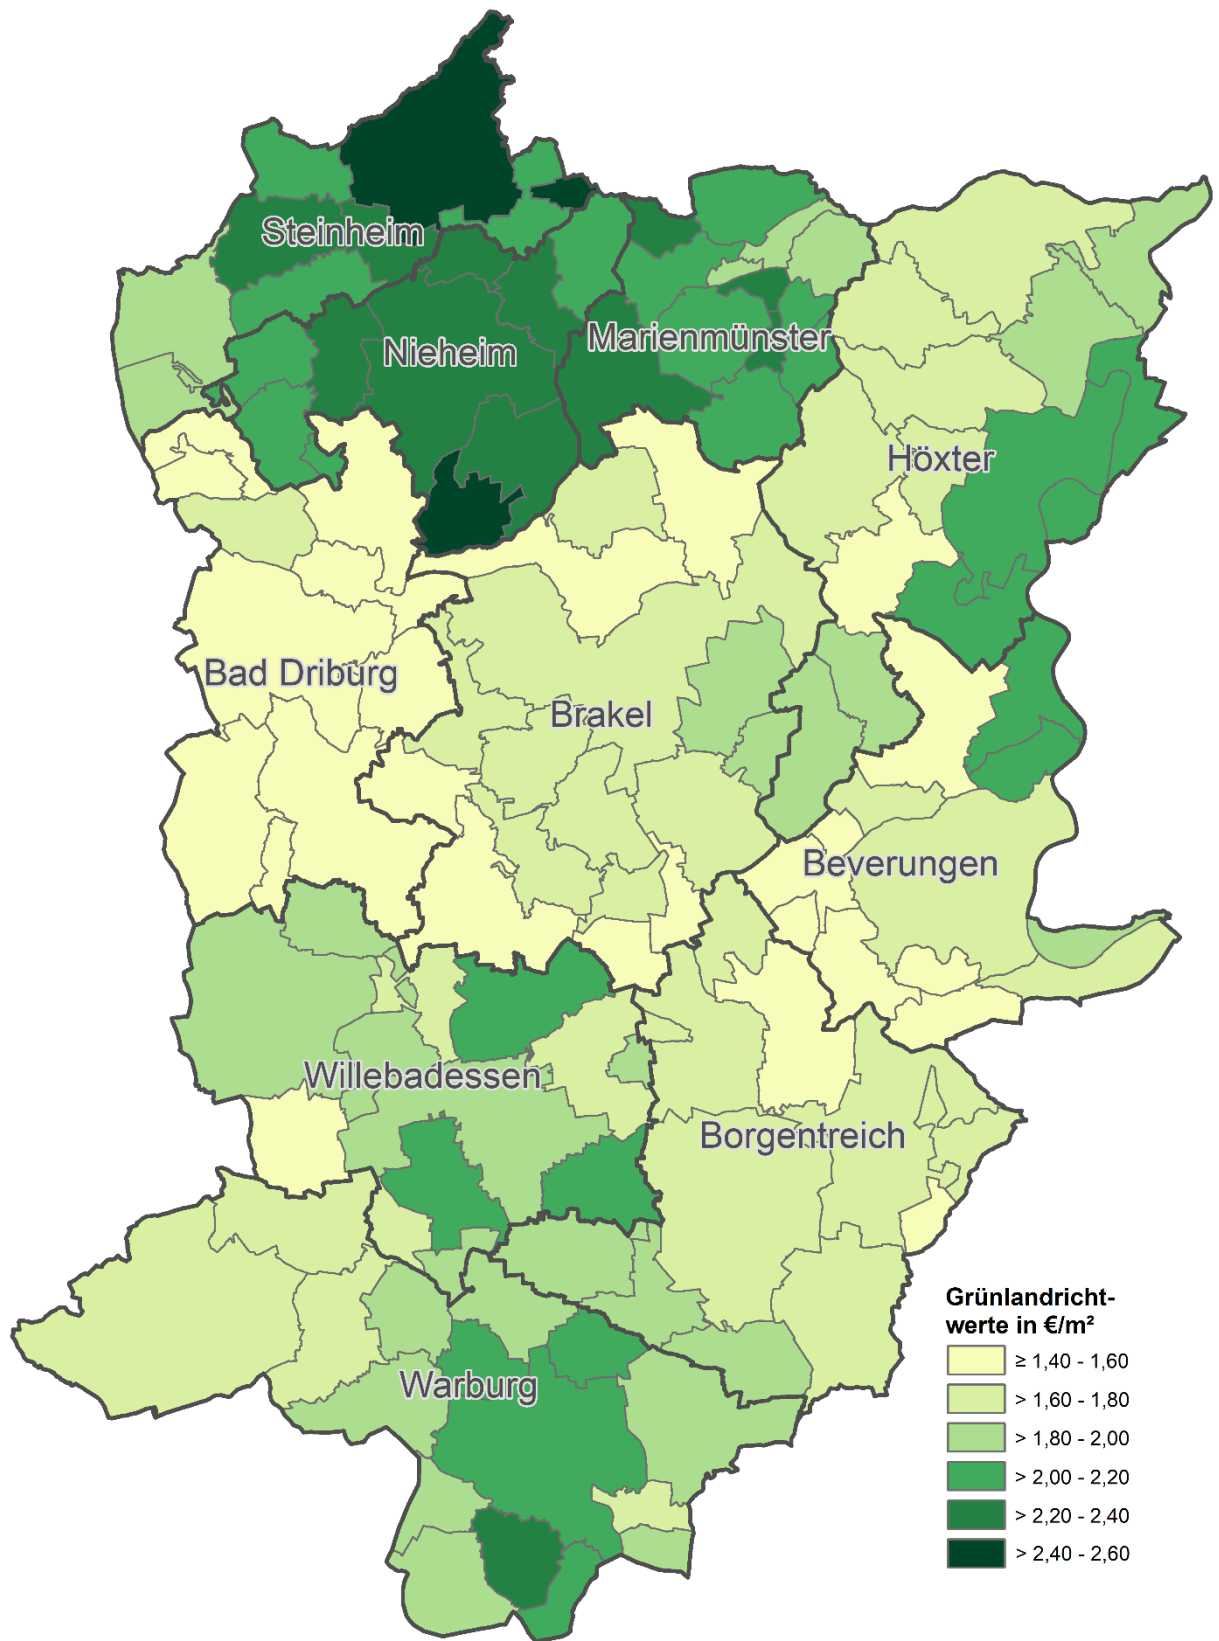 Steinheim
Nieheim
Marienmünster
Höxter
Bad Driburg
Brakel
Beverungen
Willebadessen
Borgentreich
Warburg
Grünlandricht-
werte in €/m²
≥ 1,40 - 1,60
> 1,60 - 1,80
> 1,80 - 2,00
> 2,00 - 2,20
> 2,20 - 2,40
> 2,40 - 2,60